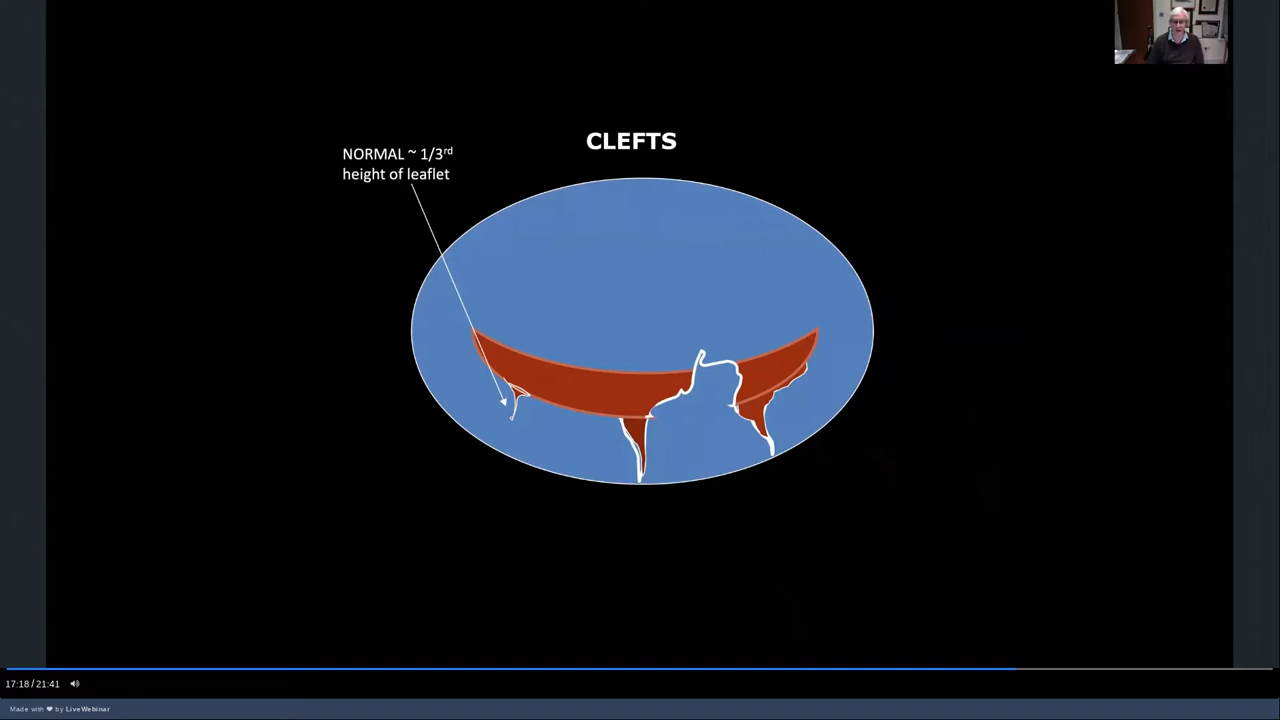 CLEFTS
NORMAL ~ 1/3rd
height of leaflet
17:18 / 21:41
Made with ❤ by LiveWebinar